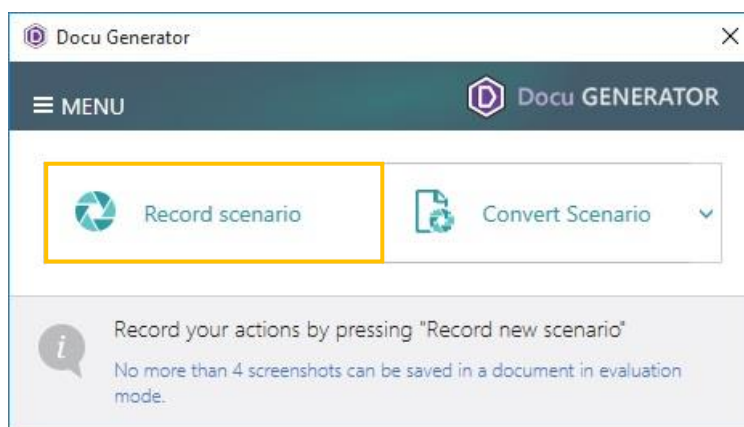 Docu Generator
MENU
Docu GENERATOR
Record scenario
Convert Scenario
Record your actions by pressing "Record new scenario"
No more than 4 screenshots can be saved in a document in evaluation
mode.